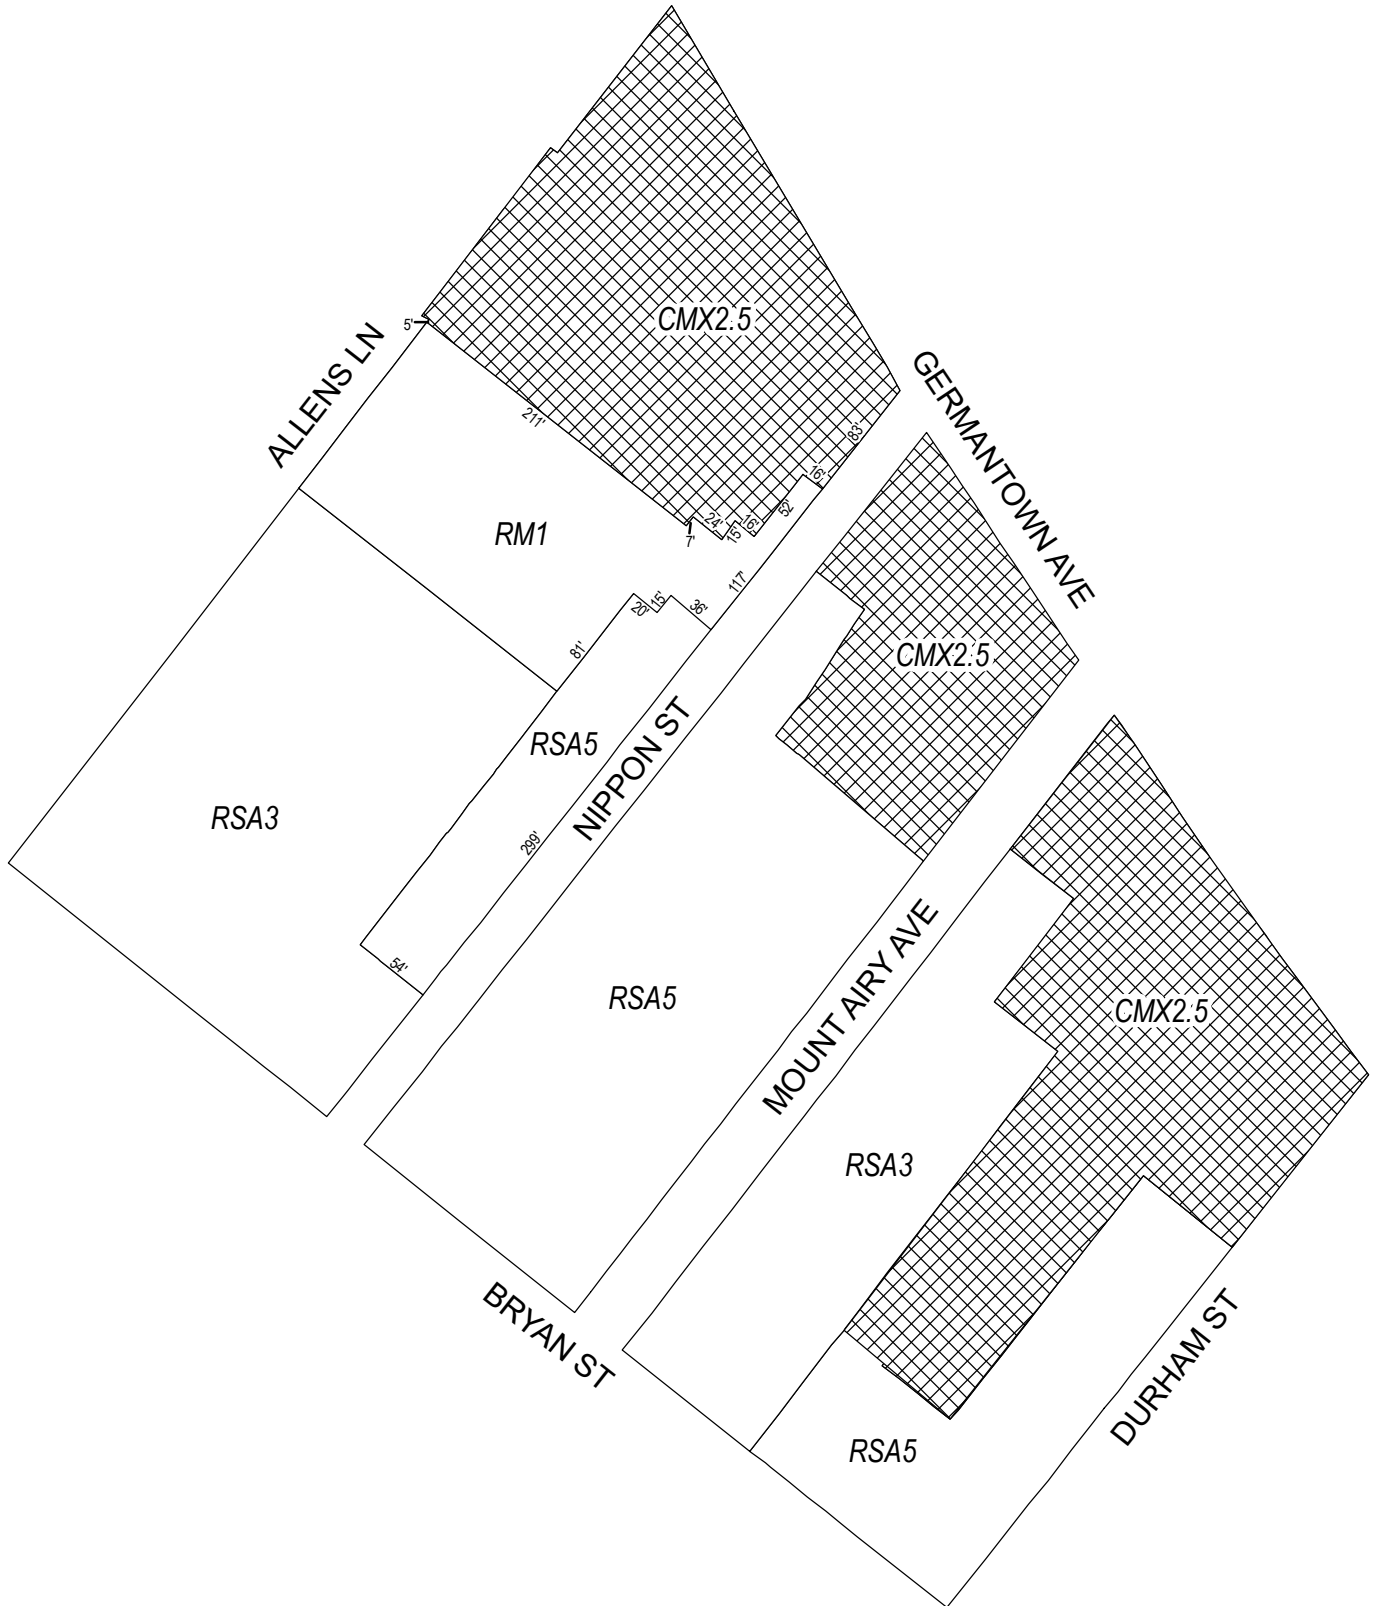 CMX2.5
5'
ALLENS LN
GERMANTOWN AVE
211'
83'
16'
52'
24'
16'
15'
7'
RM1
117'
20'
15'
36'
81'
CMX2.5
RSA5
NIPPON ST
RSA3
299'
54'
RSA5
MOUNT AIRY AVE
CMX2.5
RSA3
BRYAN ST
DURHAM ST
RSA5